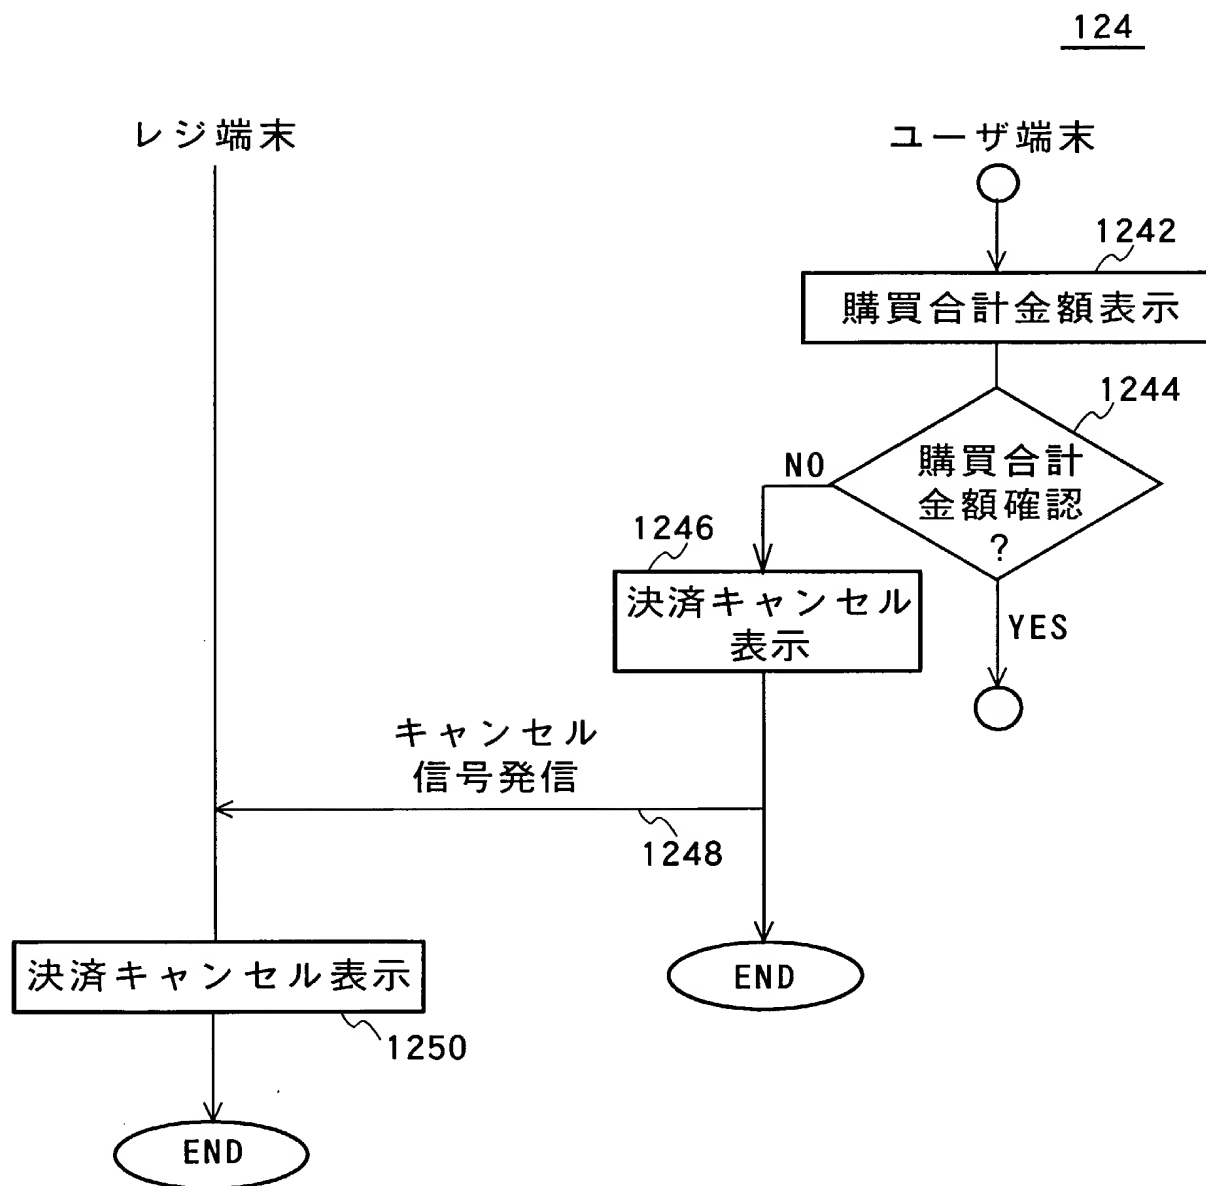 124
レジ端末
ユーザ端末
1242
購買合計金額表示
1244
購買合計
金額確認
?
NO
1246
決済キャンセル
表示
YES
キャンセル
信号発信
1248
決済キャンセル表示
END
1250
END